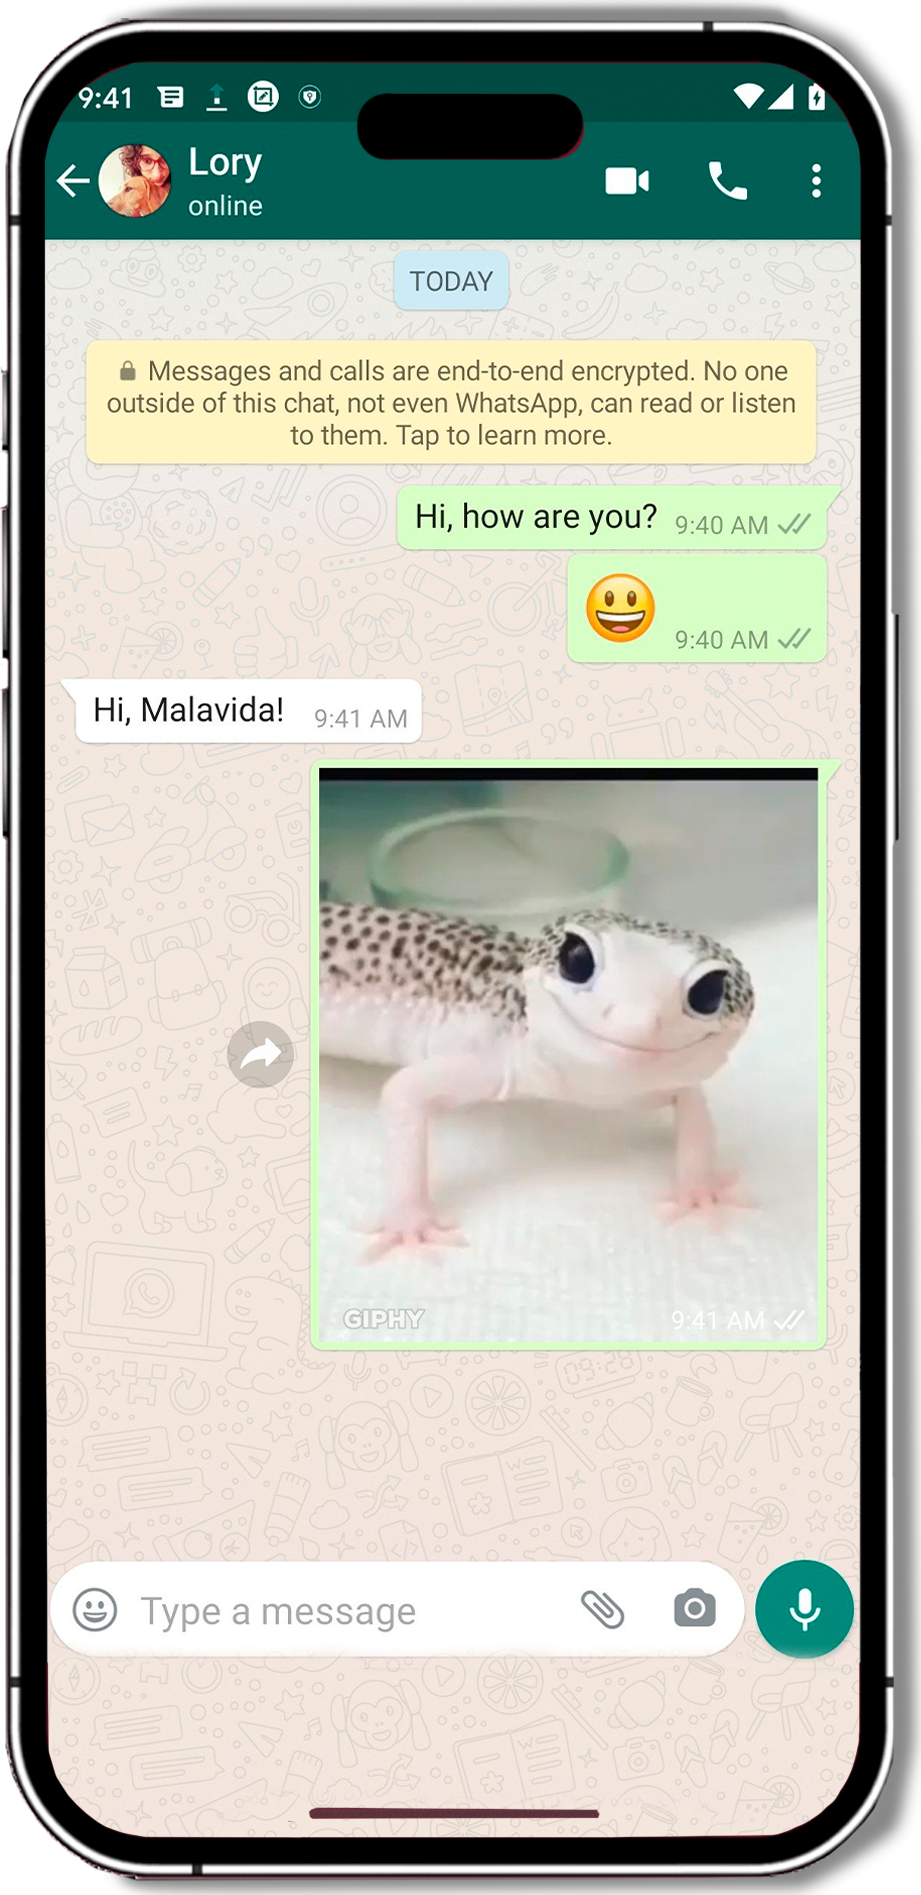 9:41
Lory
online
TODAY
Messages and calls are end-to-end encrypted. No one
outside of this chat, not even WhatsApp, can read or listen
to them. Tap to learn more.
Hi, how are you? 9:40 AM
9:40 AM
Hi, Malavida! 9:41 AM
GIPHY 9:41 AM
Type a message